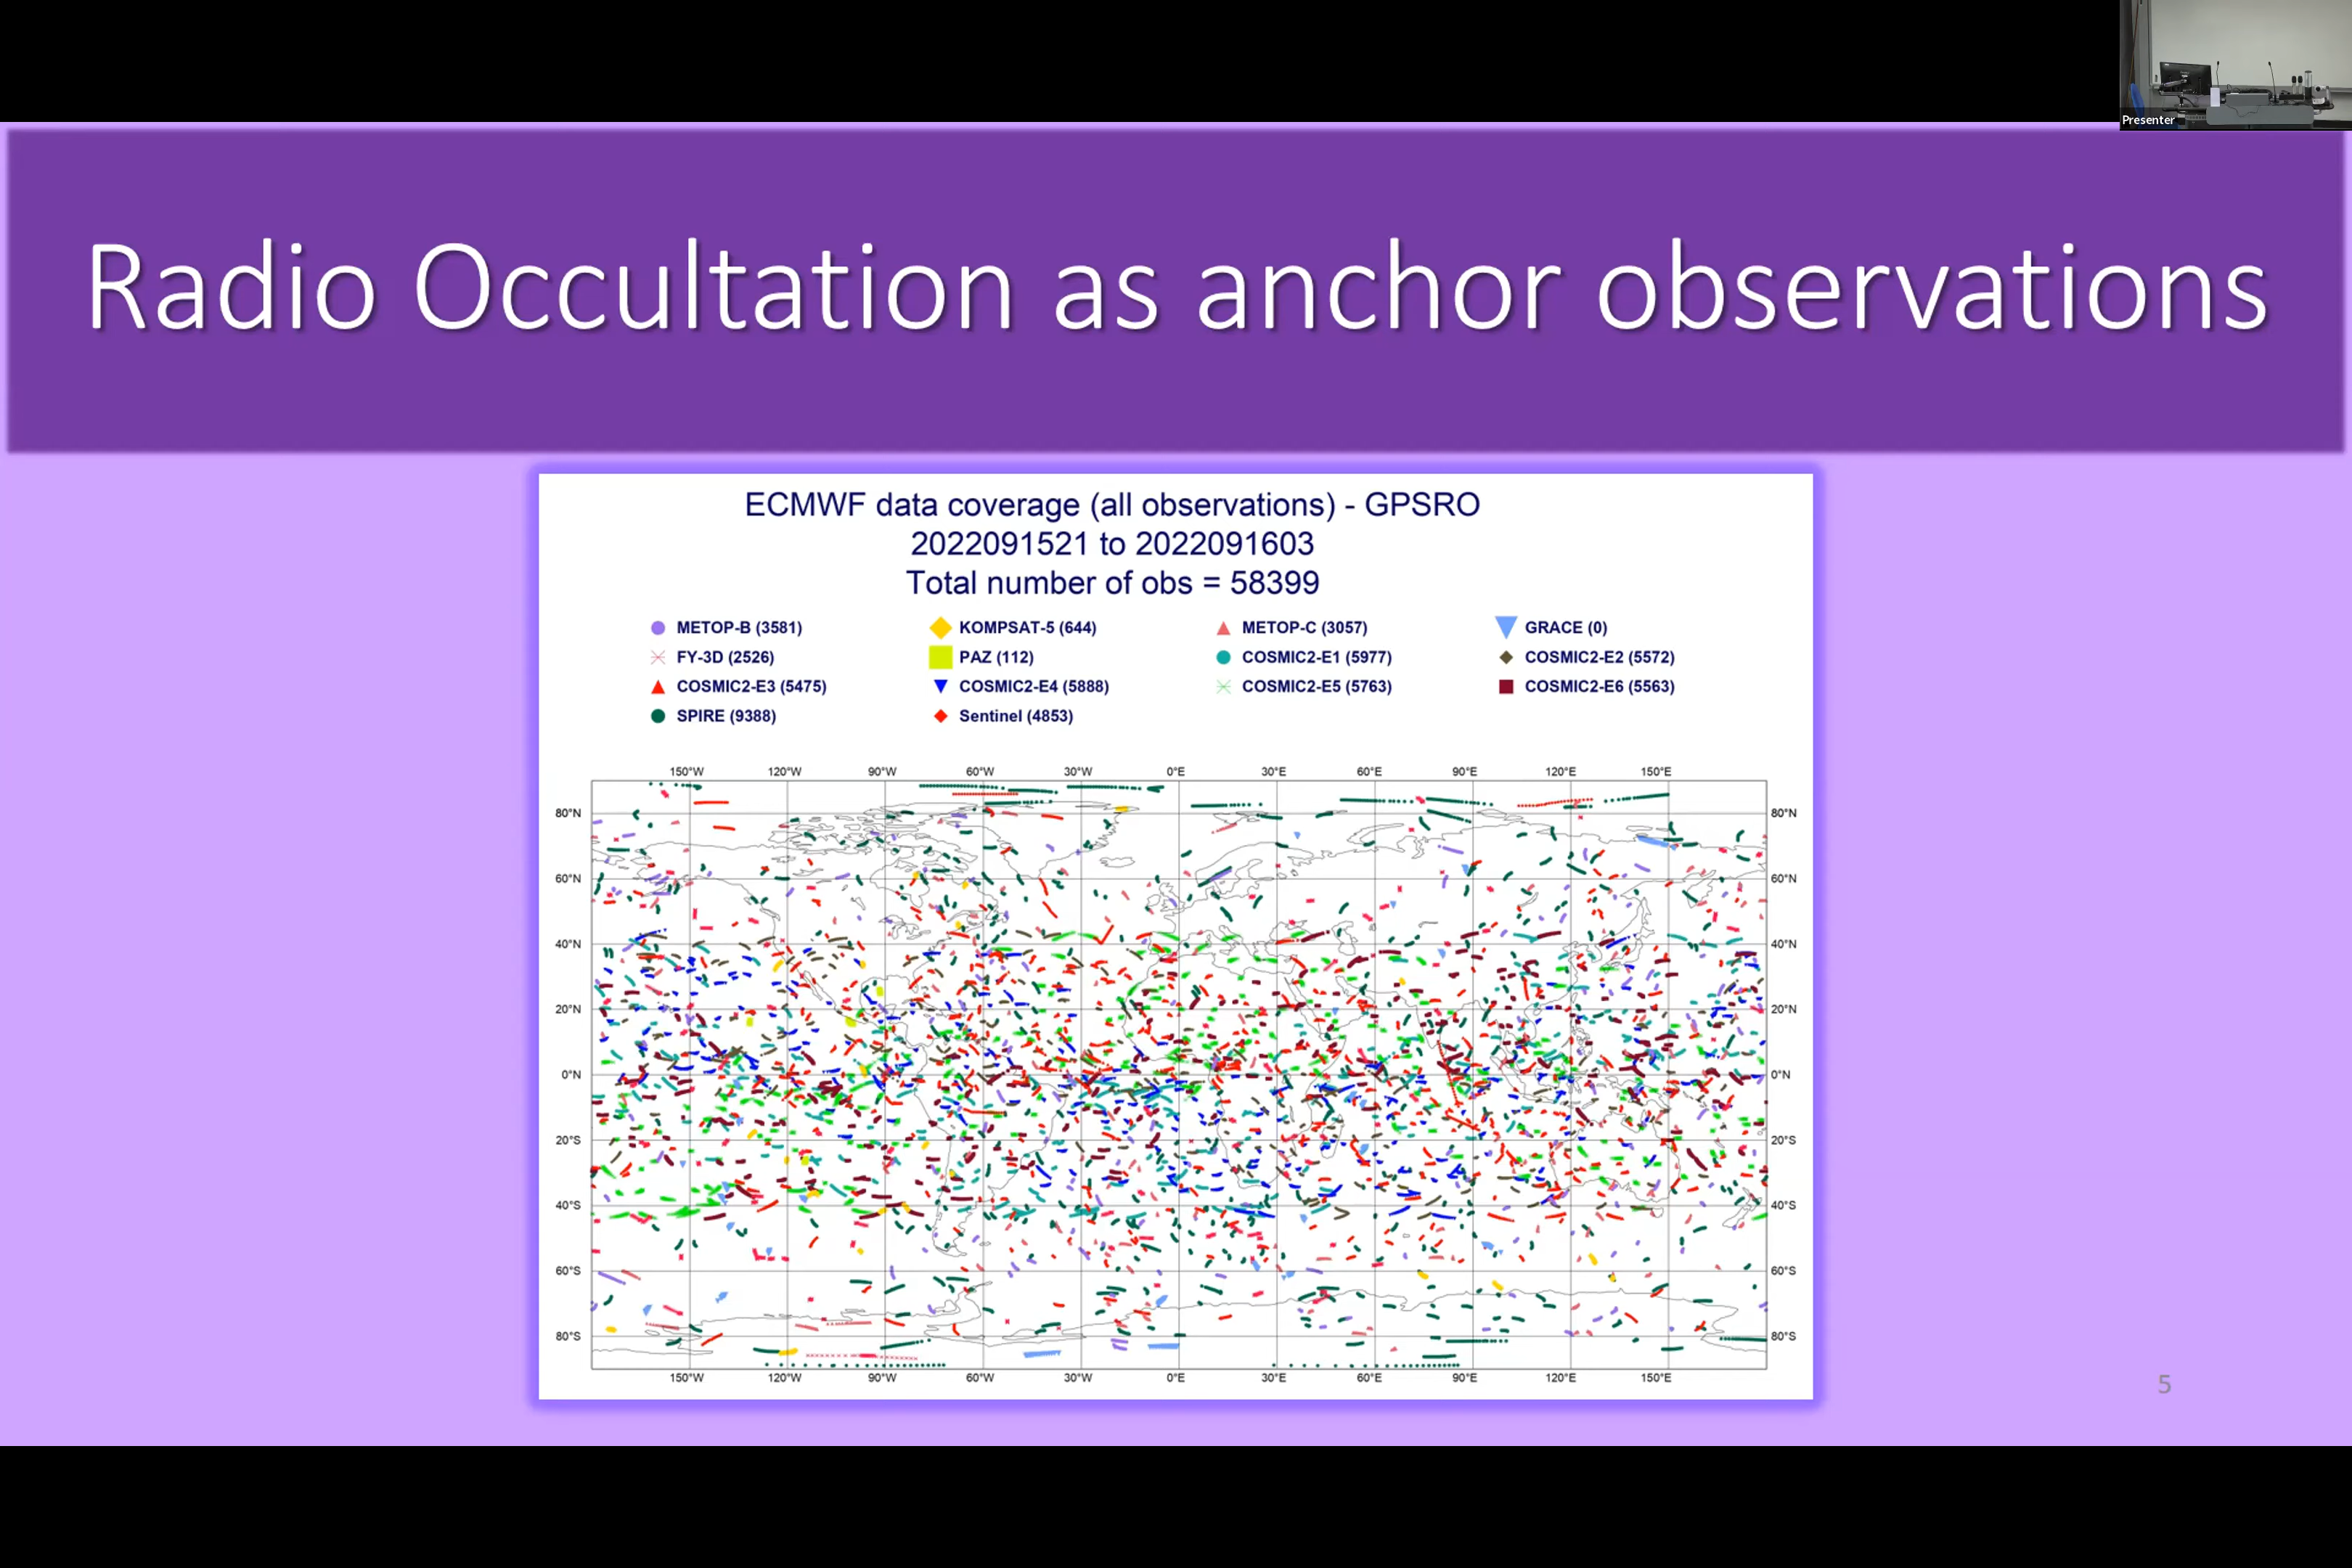 Presenter
Radio Occultation as anchor observations
ECMWF data coverage (all observations) - GPSRO
2022091521 to 2022091603
Total number of obs = 58399
METOP-B (3581) KOMPSAT-5 (644) METOP-C (3057) GRACE (0)
FY-3D (2526) PAZ (112) COSMIC2-E1 (5977) COSMIC2-E2 (5572)
COSMIC2-E3 (5475) COSMIC2-E4 (5888) COSMIC2-E5 (5763) COSMIC2-E6 (5563)
SPIRE (9388) Sentinel (4853)
150°W 120°W 90°W 60°W 30°W 0°E 30°E 60°E 90°E 120°E 150°E
80°N 80°N
60°N 60°N
40°N 40°N
20°N 20°N
0°N 0°N
20°S 20°S
40°S 40°S
60°S 60°S
80°S 80°S
150°W 120°W 90°W 60°W 30°W 0°E 30°E 60°E 90°E 120°E 150°E
5